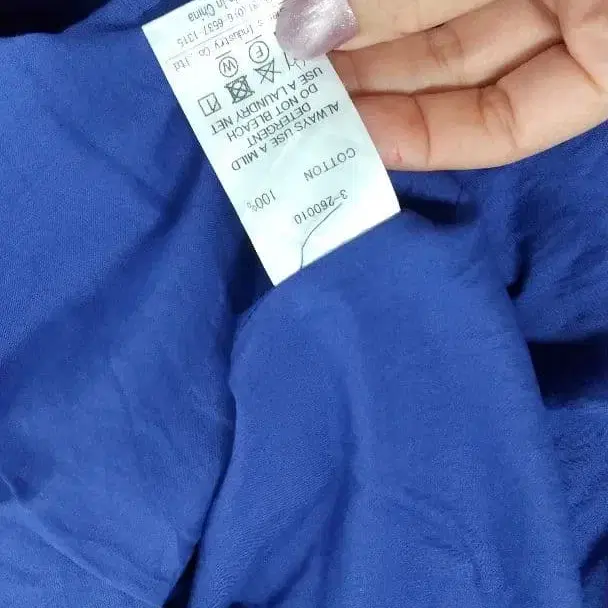 3-260010
COTTON 100%
ALWAYS USE A MILD
DETERGENT
DO NOT BLEACH
USE A LAUNDRY NET
W F
Industry Co.,ltd
6537-1315
In China